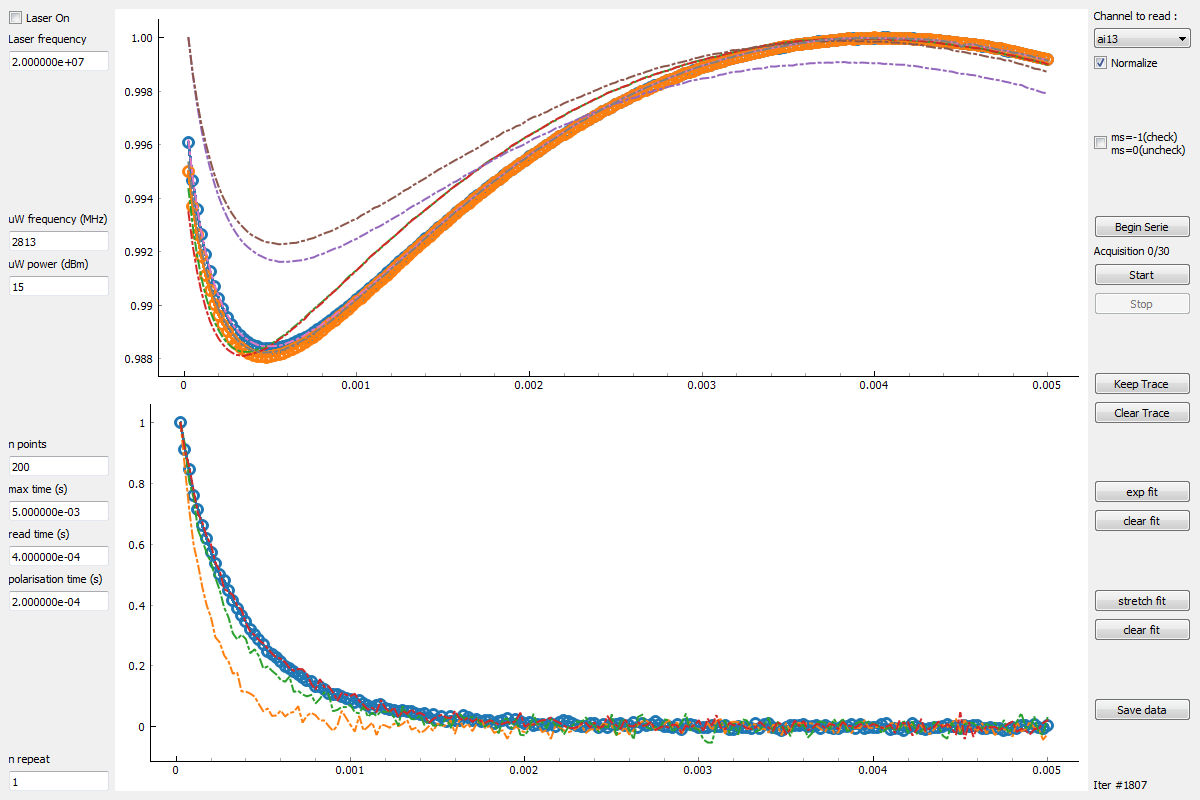 Laser On
Laser frequency
2.000000e+07
uW frequency (MHz)
2813
uW power (dBm)
15
n points
200
max time (s)
5.000000e-03
read time (s)
4.000000e-04
polarisation time (s)
2.000000e-04
n repeat
1
1.00
0.998
0.996
0.994
0.992
0.99
0.988
0 0.001 0.002 0.003 0.004 0.005
1
0.8
0.6
0.4
0.2
0
0 0.001 0.002 0.003 0.004 0.005
Channel to read :
ai13
Normalize
ms=-1(check)
ms=0(uncheck)
Begin Serie
Acquisition 0/30
Start
Stop
Keep Trace
Clear Trace
exp fit
clear fit
stretch fit
clear fit
Save data
Iter #1807